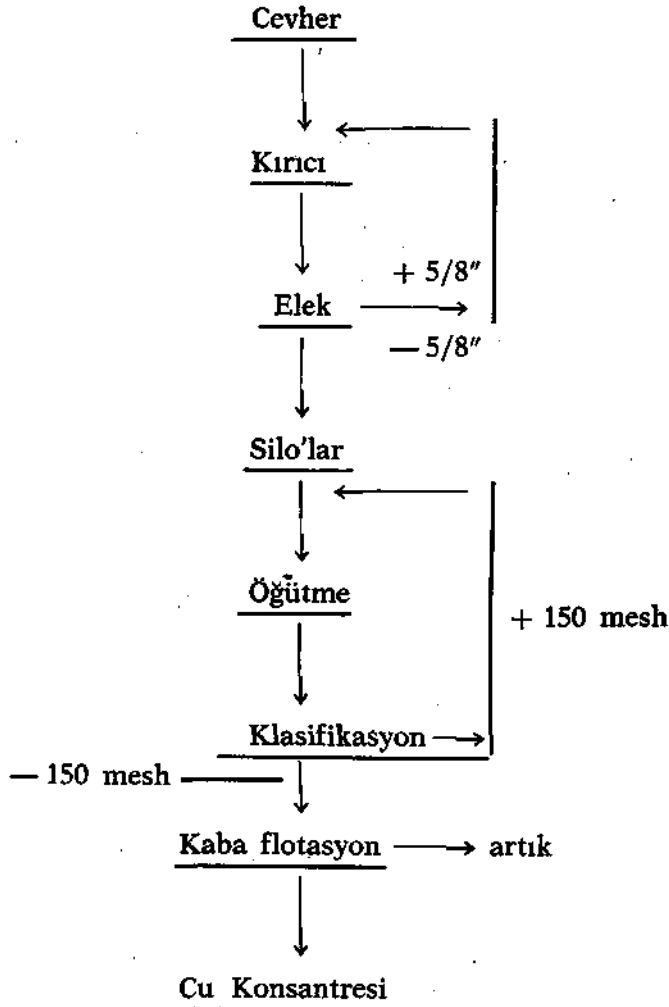 Cevher
Kırıcı
+ 5/8"
Elek
— 5/8"
Silo'lar
Öğütme
+ 150 mesh
Klasifikasyon
— 150 mesh
Kaba flotasyon
artık
Cu Konsantresi